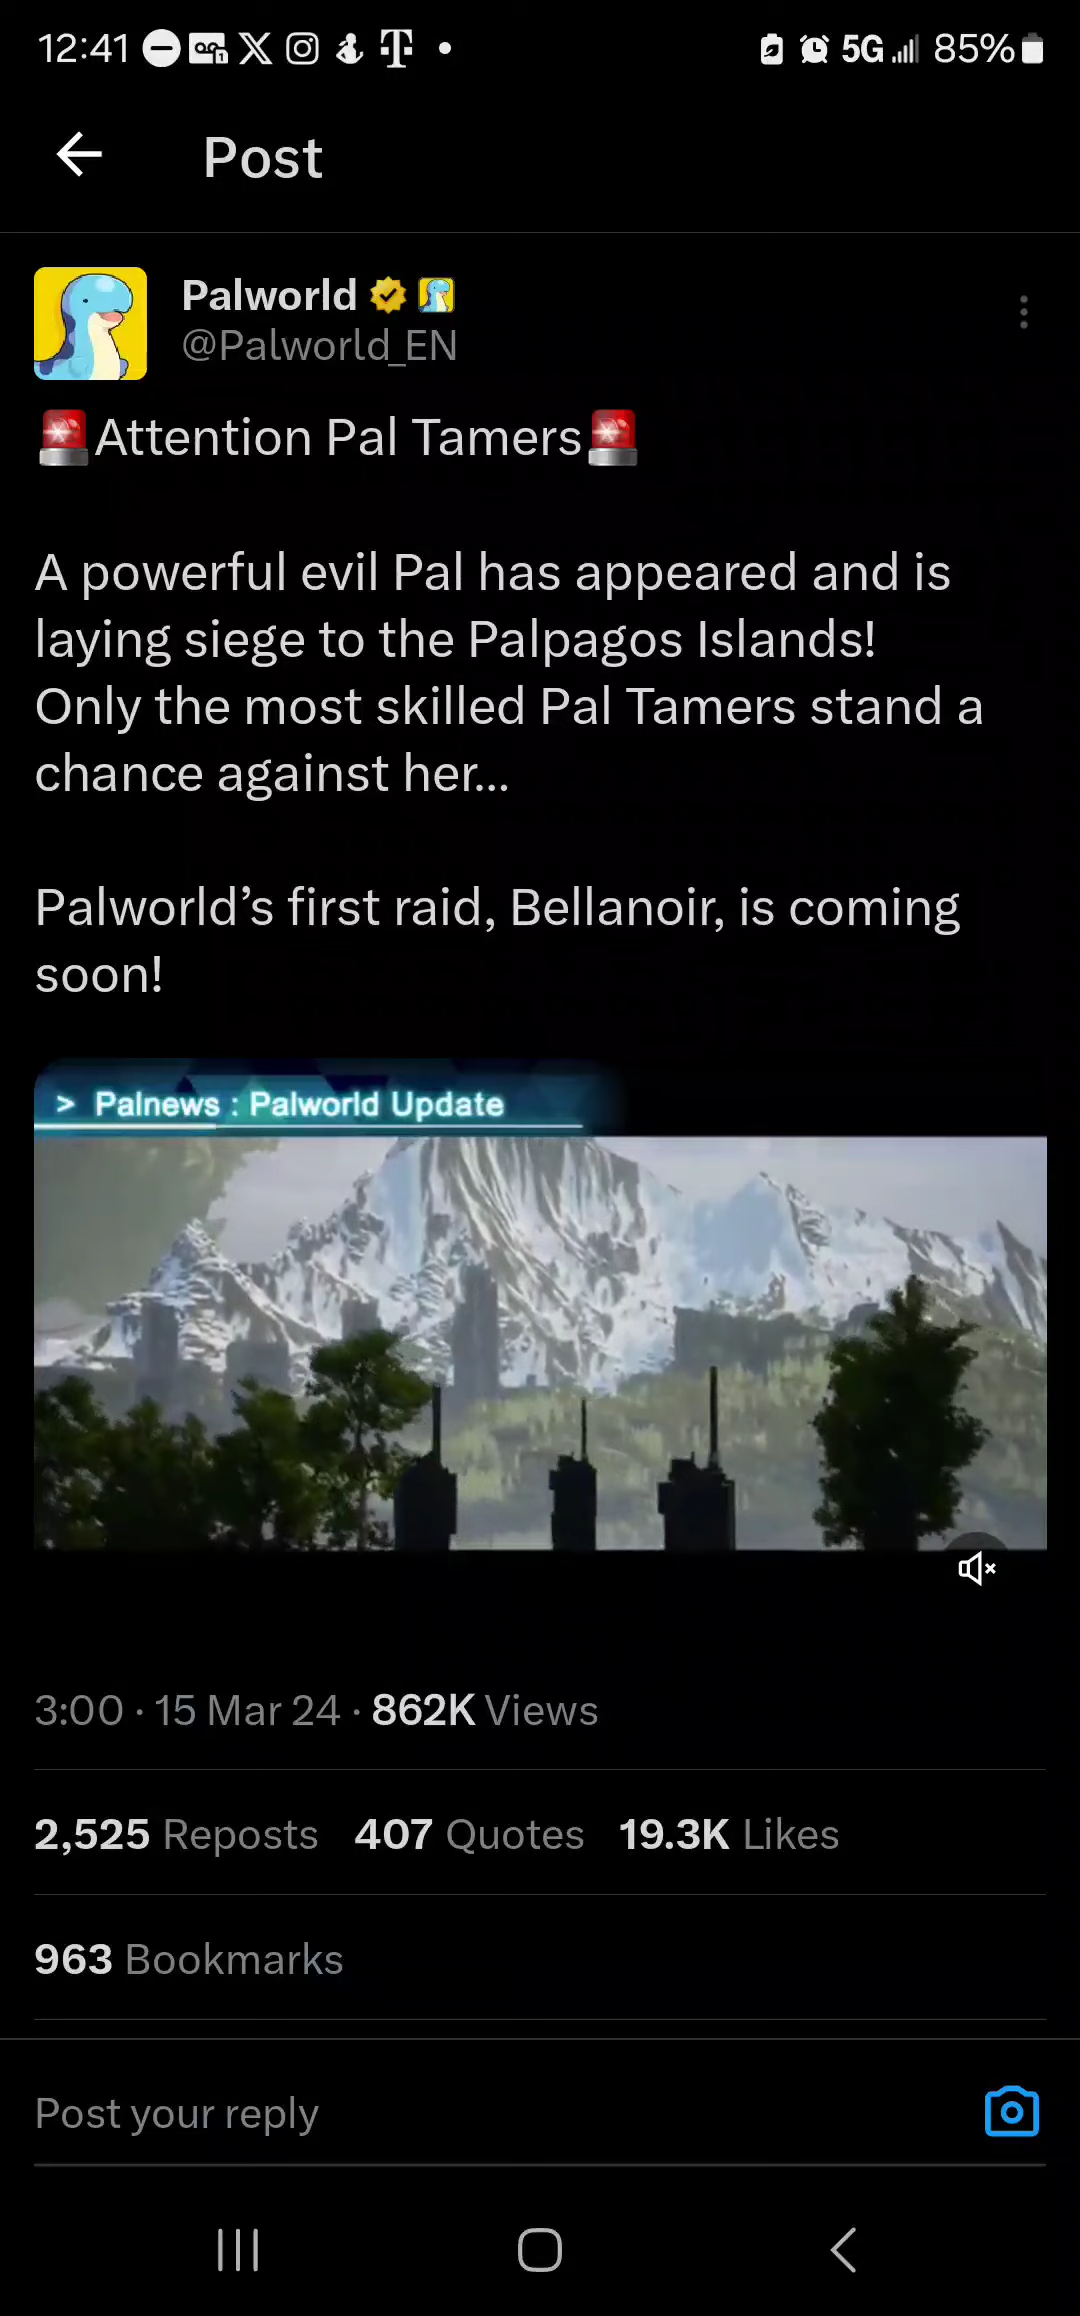 12:41 5G 85%
Post
Palworld
@Palworld_EN
🚨Attention Pal Tamers🚨
A powerful evil Pal has appeared and is
laying siege to the Palpagos Islands!
Only the most skilled Pal Tamers stand a
chance against her...
Palworld’s first raid, Bellanoir, is coming
soon!
> Palnews : Palworld Update
3:00 · 15 Mar 24 · 862K Views
2,525 Reposts 407 Quotes 19.3K Likes
963 Bookmarks
Post your reply